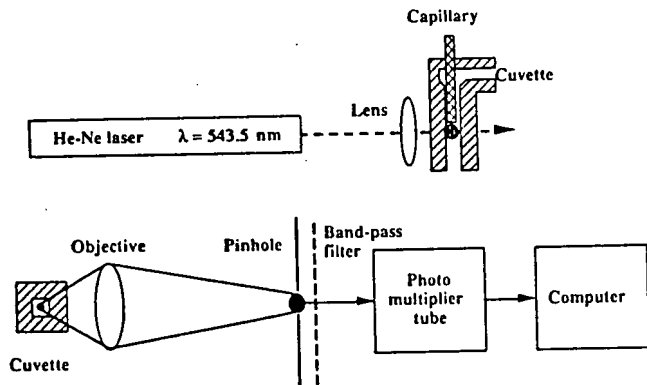 Capillary
Cuvette
Lens
He-Ne laser λ = 543.5 nm
Objective
Pinhole
Band-pass
filter
Photo
multiplier
tube
Computer
Cuvette